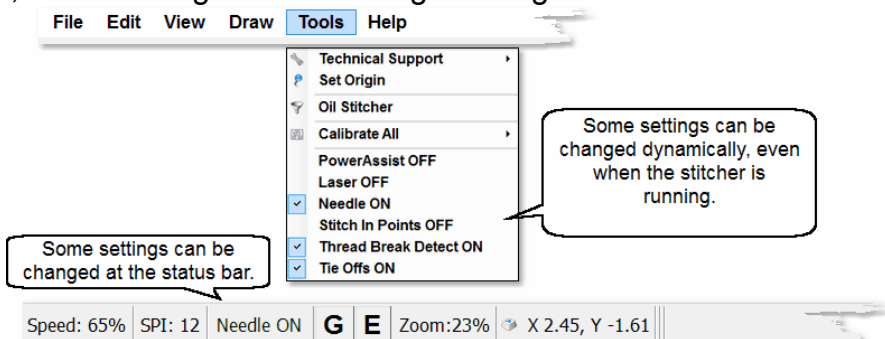 File Edit View Draw Tools Help
Technical Support
Set Origin
Oil Stitcher
Calibrate All
PowerAssist OFF
Laser OFF
Needle ON
Stitch In Points OFF
Thread Break Detect ON
Tie Offs ON
Some settings can be
changed dynamically, even
when the stitcher is
running.
Some settings can be
changed at the status bar.
Speed: 65% SPI: 12 Needle ON G E Zoom:23% X 2.45, Y -1.61